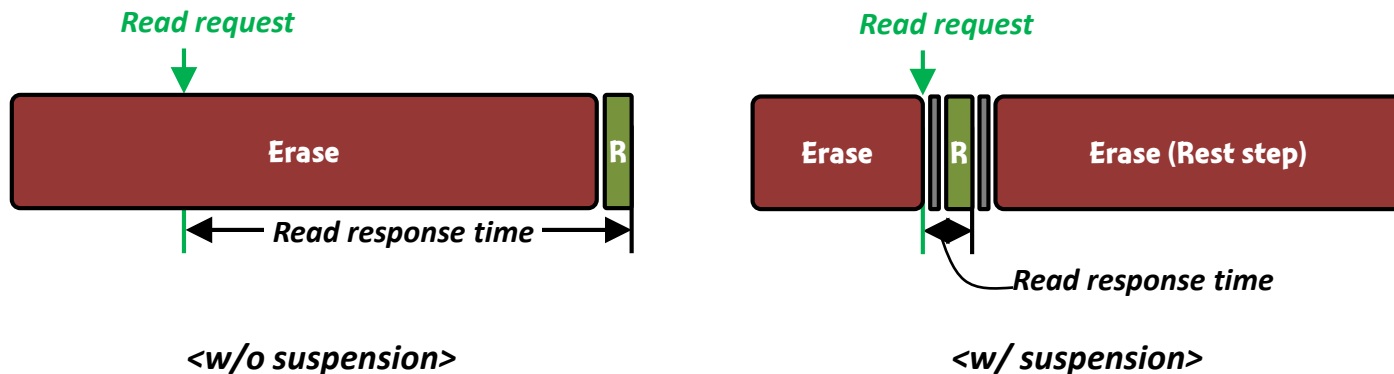 Read request
Erase
R
Read response time
<w/o suspension>
Read request
Erase
R
Erase (Rest step)
Read response time
<w/ suspension>